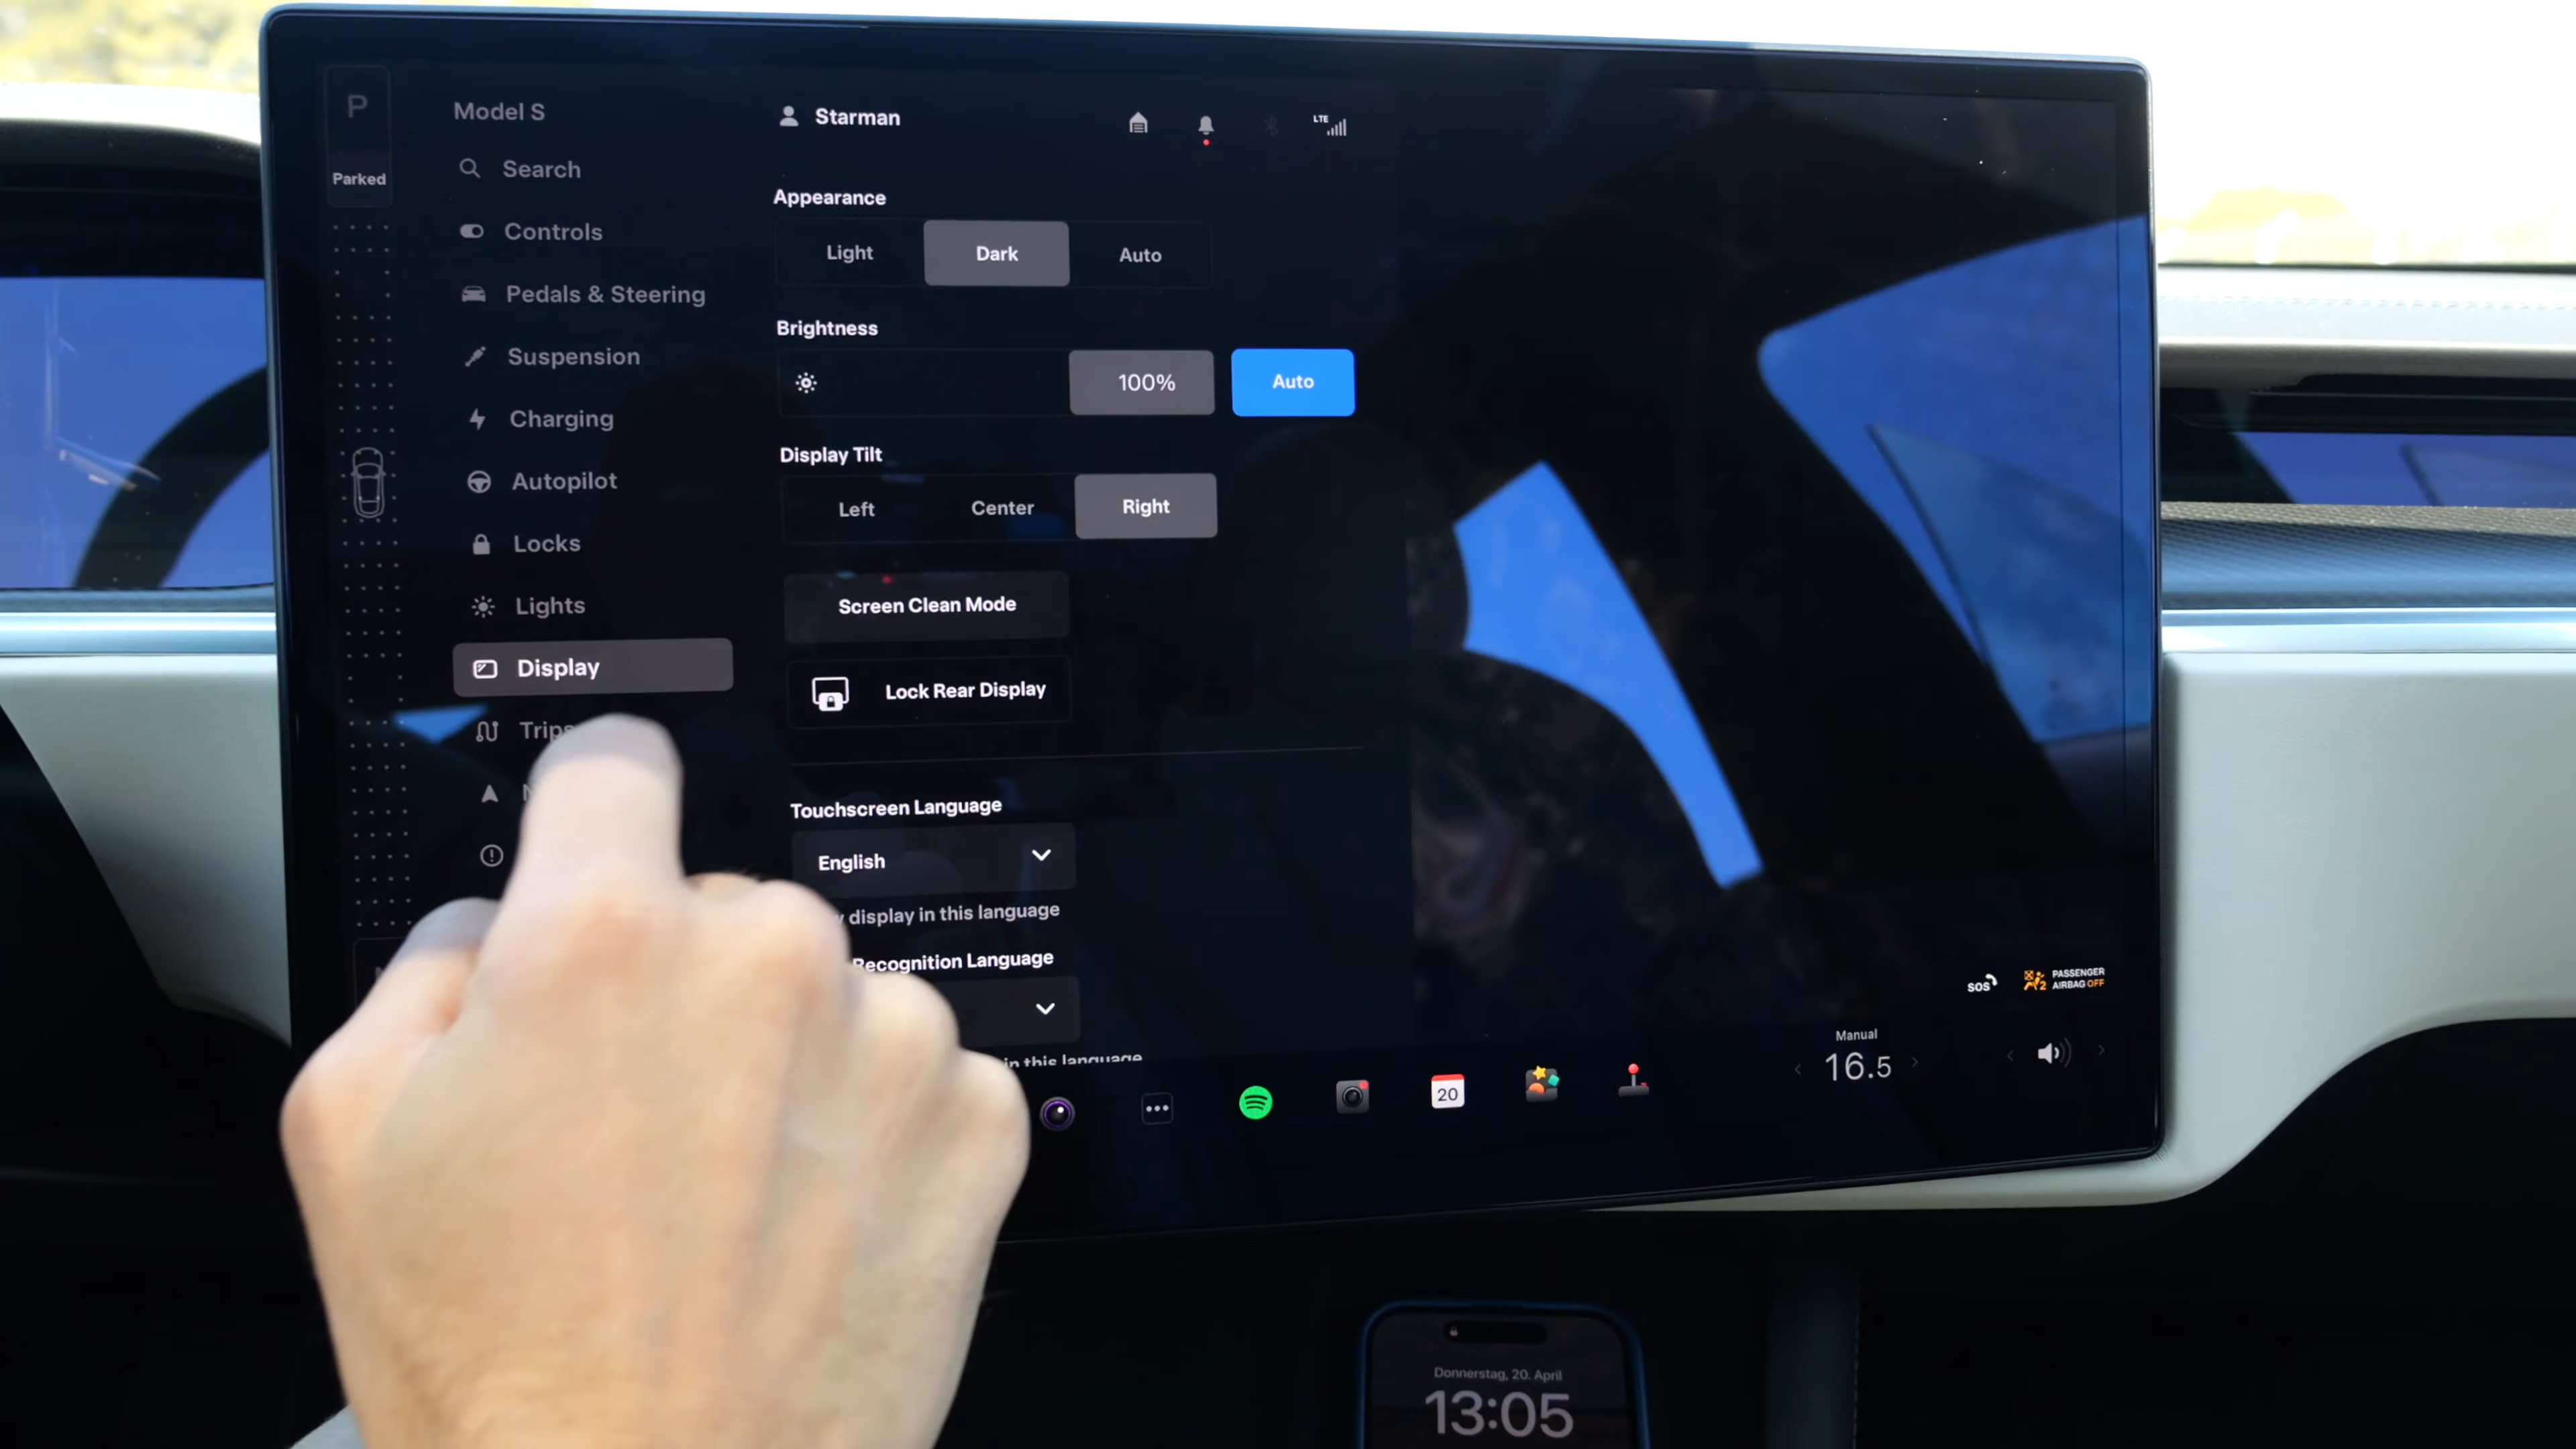 P
Parked
Model S
Search
Controls
Pedals & Steering
Suspension
Charging
Autopilot
Locks
Lights
Display
Trips
Starman
LTE
Appearance
Light Dark Auto
Brightness
100% Auto
Display Tilt
Left Center Right
Screen Clean Mode
Lock Rear Display
Touchscreen Language
English
display in this language
Recognition Language
in this language
SOS
PASSENGER
AIRBAG OFF
2
Manual
16.5
20
Donnerstag, 20. April
13:05